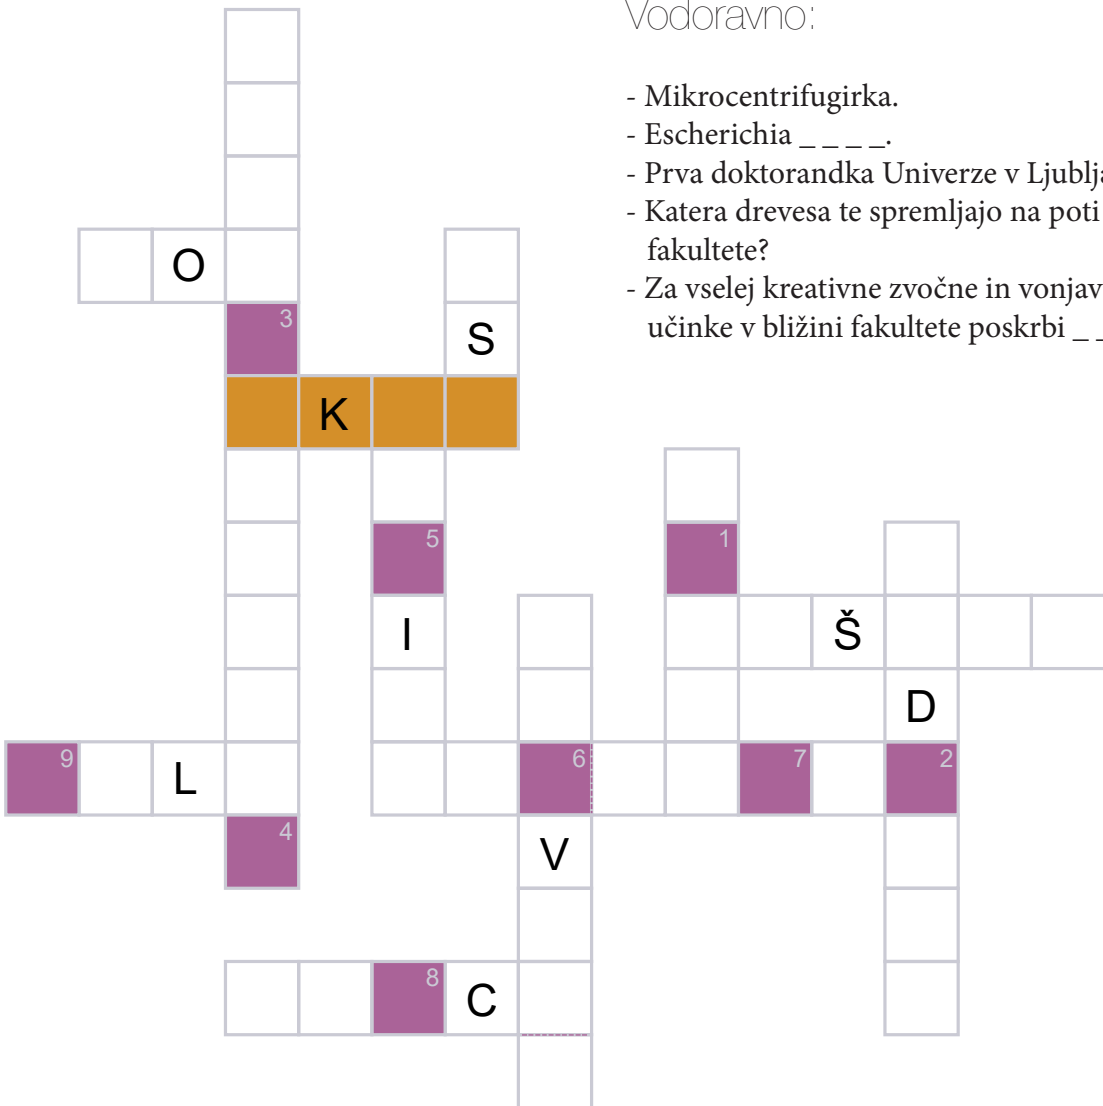 Vodoravno:
- Mikrocentrifugirka.
- Escherichia _ _ _ _.
- Prva doktorandka Univerze v
- Katera drevesa te spremljajo na poti
fakultete?
- Za vselej kreativne zvočne in
učinke v bližini fakultete poskrbi _
O
3
S
K
5
1
I
Š
D
9
L
6
7
2
4
V
8
C